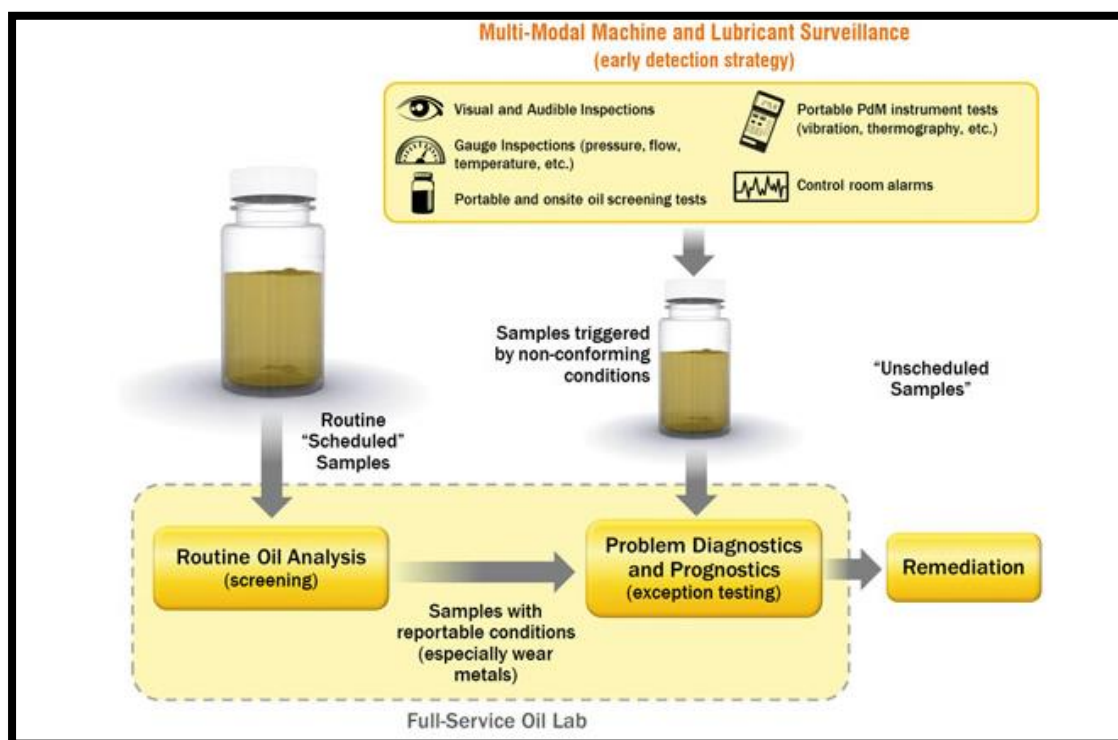 Multi-Modal Machine and Lubricant Surveillance
(early detection strategy)
Visual and Audible Inspections
Gauge Inspections (pressure, flow,
temperature, etc.)
Portable and onsite oil screening tests
Portable PdM instrument tests
(vibration, thermography, etc.)
Control room alarms
Samples triggered
by non-conforming
conditions
“Unscheduled
Samples”
Routine
“Scheduled”
Samples
Routine Oil Analysis
(screening)
Samples with
reportable conditions
(especially wear
metals)
Problem Diagnostics
and Prognostics
(exception testing)
Remediation
Full-Service Oil Lab